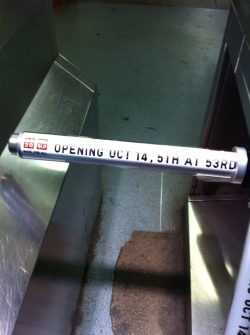 OPENING OCT 14, 5TH AT 53RD